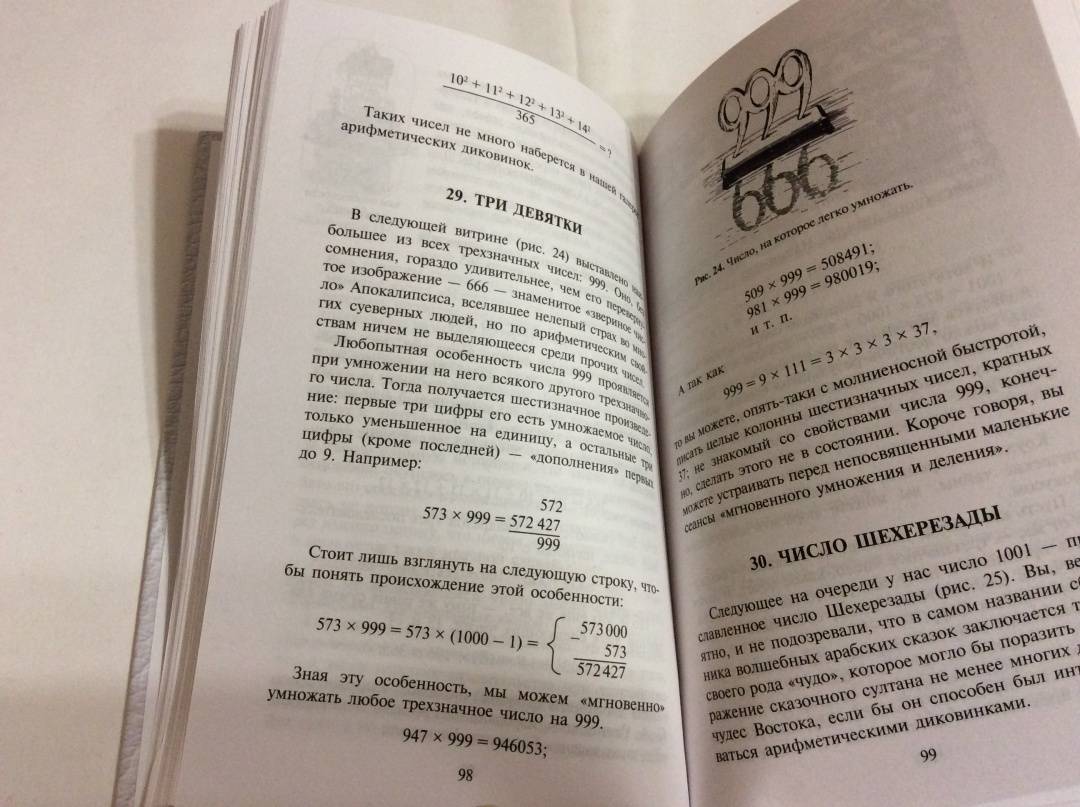 10² + 11² + 12² + 13² + 14²
365
= ?
Таких чисел не много наберется в нашей галерее
арифметических диковинок.
29. ТРИ ДЕВЯТКИ
В следующей витрине (рис. 24) выставлено наи-
большее из всех трехзначных чисел: 999. Оно, без
сомнения, гораздо удивительнее, чем его переверну-
тое изображение — 666 — знаменитое «звериное чис-
ло» Апокалипсиса, вселявшее нелепый страх во мно-
гих суеверных людей, но по арифметическим свой-
ствам ничем не выделяющееся среди прочих чисел.
Любопытная особенность числа 999 проявляется
при умножении на него всякого другого трехзначно-
го числа. Тогда получается шестизначное произведе-
ние: первые три цифры его есть умножаемое число,
только уменьшенное на единицу, а остальные три
цифры (кроме последней) — «дополнения» первых
до 9. Например:
572
573 × 999 = 572 427
999
Стоит лишь взглянуть на следующую строку, что-
бы понять происхождение этой особенности:
573 × 999 = 573 × (1000 − 1) = {
573 000
− 573
572 427
Зная эту особенность, мы можем «мгновенно»
умножать любое трехзначное число на 999.
947 × 999 = 946053;
98
999
666
Рис. 24. Число, на которое легко умножать.
509 × 999 = 508491;
981 × 999 = 980019;
и т. п.
А так как
999 = 9 × 111 = 3 × 3 × 3 × 37,
то вы можете, опять-таки с молниеносной быстротой,
писать целые колонны шестизначных чисел, кратных
37; не знакомый со свойствами числа 999, конеч-
но, сделать этого не в состоянии. Короче говоря, вы
можете устраивать перед непосвященными маленькие
сеансы «мгновенного умножения и деления».
30. ЧИСЛО ШЕХЕРЕЗАДЫ
Следующее на очереди у нас число 1001 —
славленное число Шехерезады (рис. 25). Вы,
ятно, и не подозревали, что в самом названии
ника волшебных арабских сказок заключается
своего рода «чудо», которое могло бы поразить
ражение сказочного султана не менее многих
чудес Востока, если бы он способен был
ваться арифметическими диковинками.
99